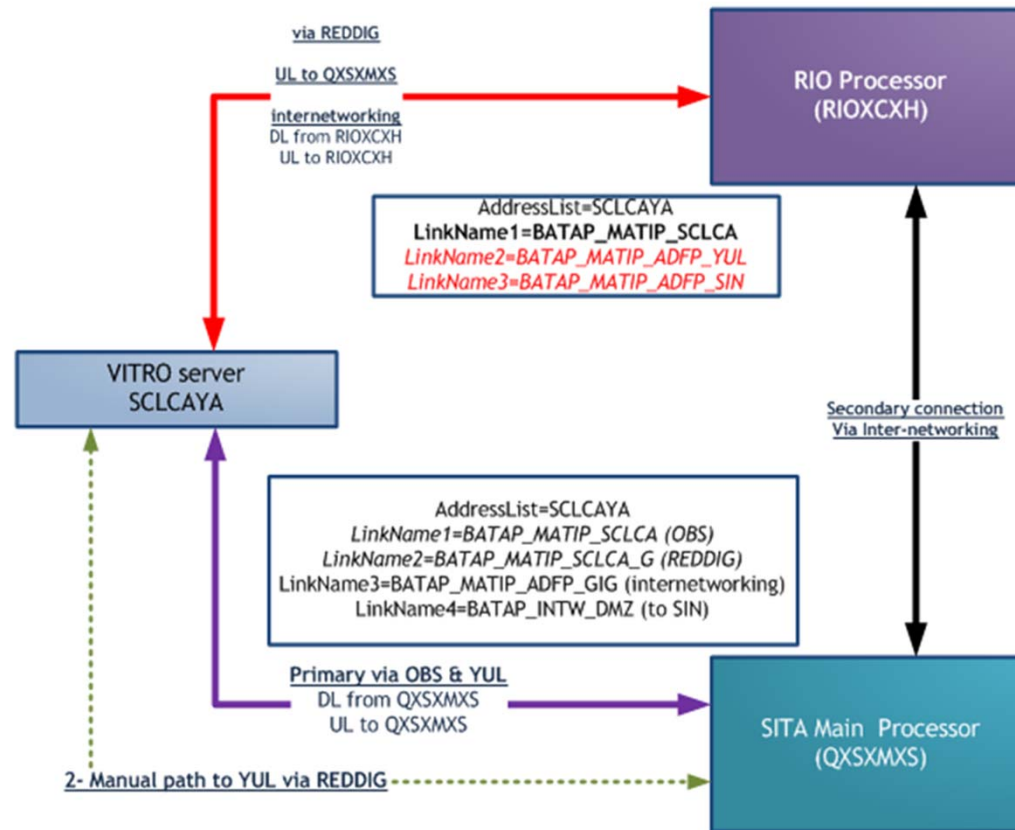 via REDDIG
UL to QXSXMXS
internetworking
DL from RIOXCXH
UL to RIOXCXH
RIO Processor
(RIOXCXH)
AddressList=SCLCAYA
LinkName1=BATAP_MATIP_SCLCA
LinkName2=BATAP_MATIP_ADFP_YUL
LinkName3=BATAP_MATIP_ADFP_SIN
VITRO server
SCLCAYA
Secondary connection
Via Inter-networking
AddressList=SCLCAYA
LinkName1=BATAP_MATIP_SCLCA (OBS)
LinkName2=BATAP_MATIP_SCLCA_G (REDDIG)
LinkName3=BATAP_MATIP_ADFP_GIG (internetworking)
LinkName4=BATAP_INTW_DMZ (to SIN)
Primary via OBS & YUL
DL from QXSXMXS
UL to QXSXMXS
SITA Main Processor
(QXSXMXS)
2- Manual path to YUL via REDDIG